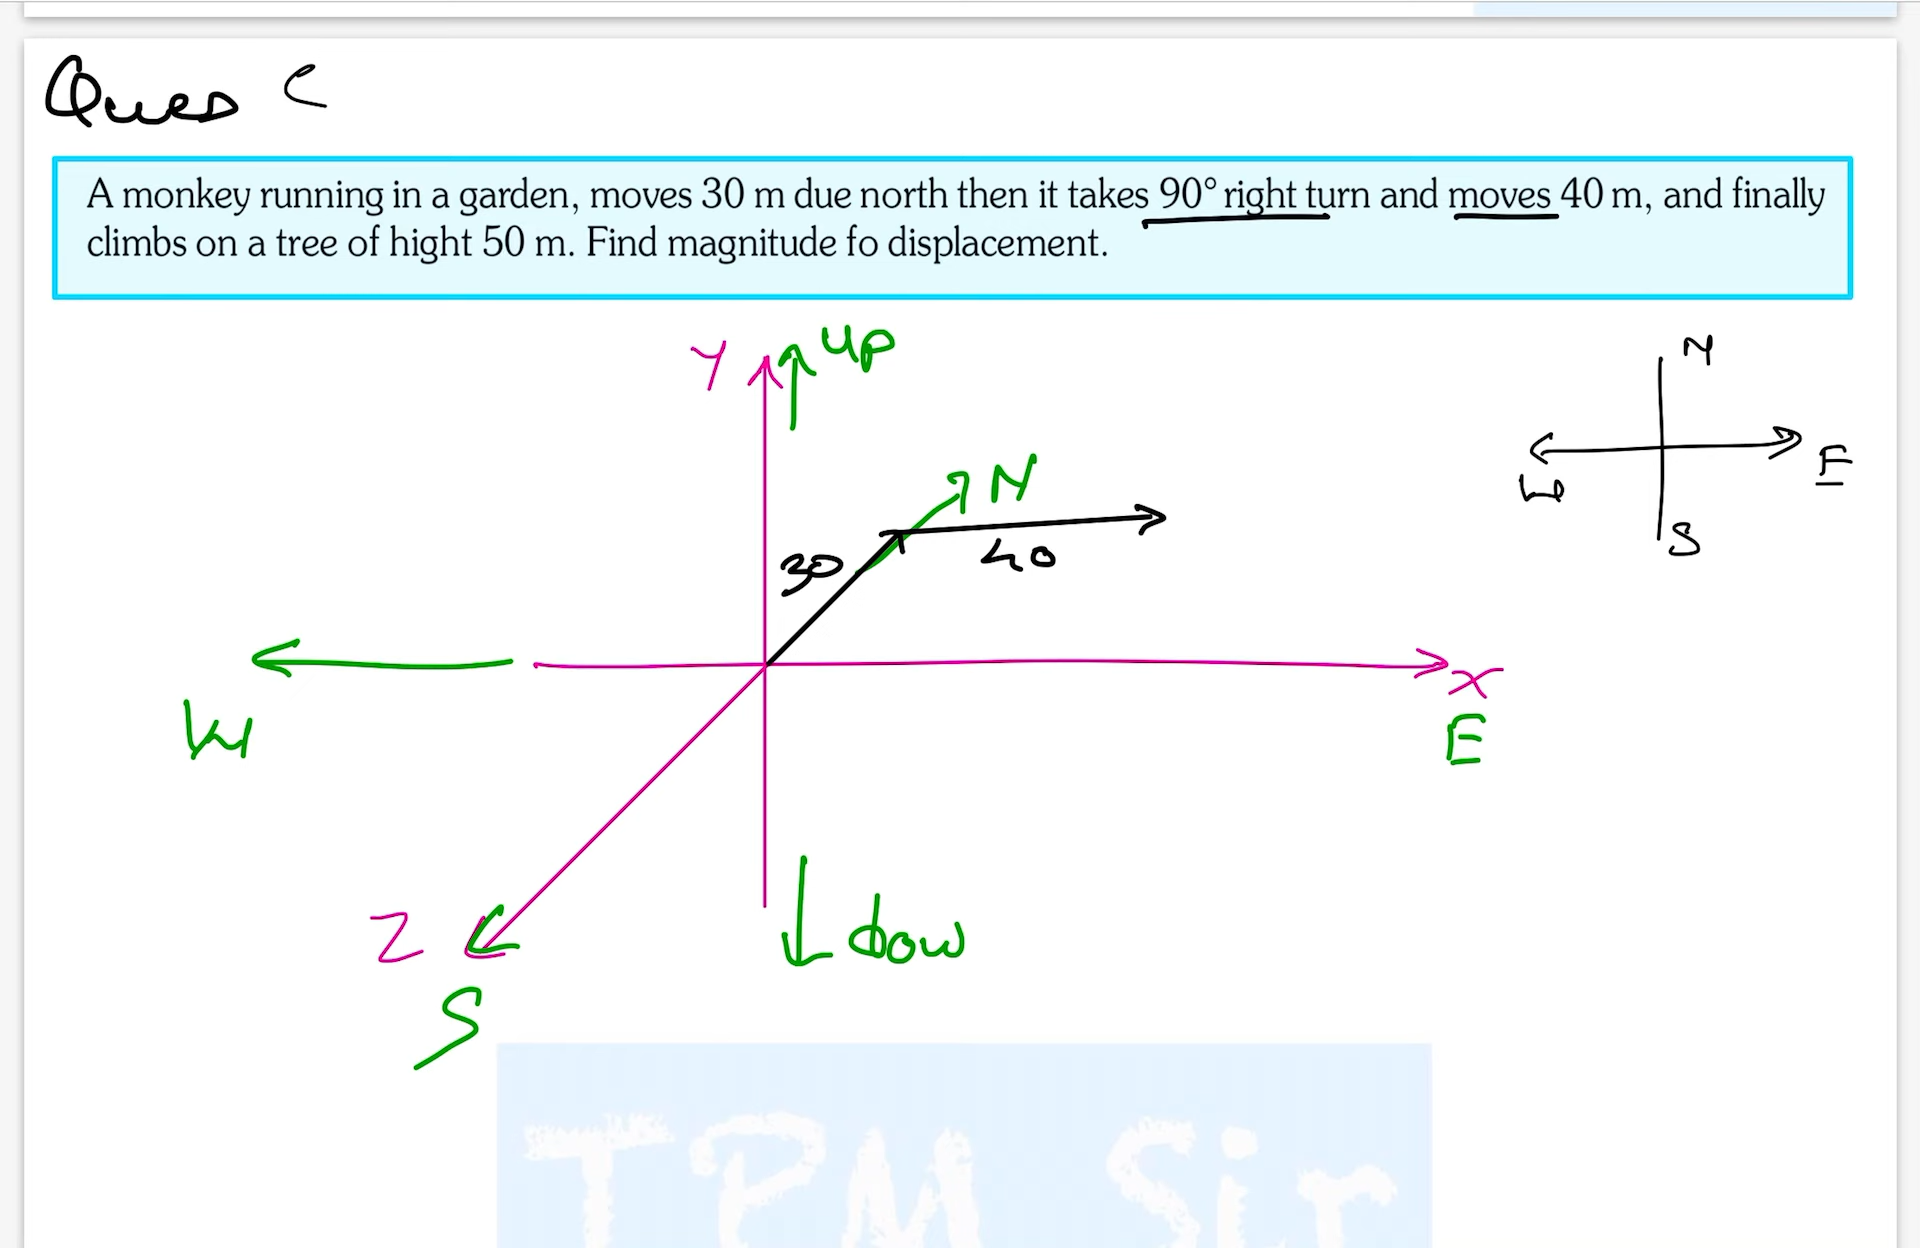 Ques
A monkey running in a garden, moves 30 m due north then it takes 90° right turn and moves 40 m, and finally
climbs on a tree of hight 50 m. Find magnitude fo displacement.
Y
up
N
N
30
40
W
E
S
W
X
E
Z
dow
S
TPM Sir